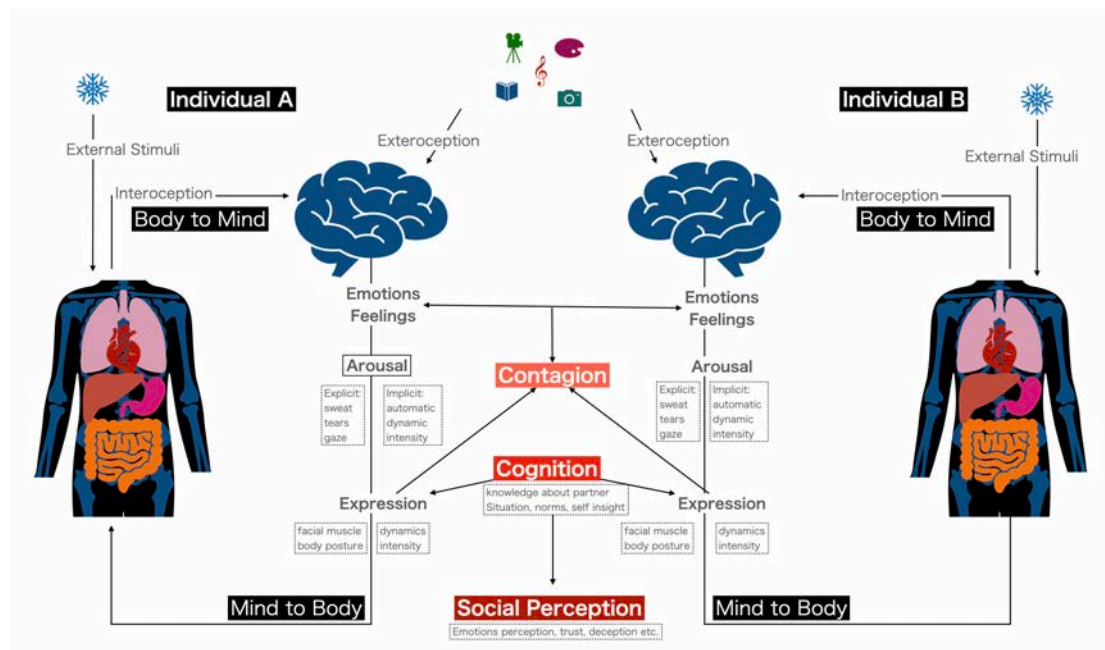 Individual A
Individual B
External Stimuli
Exteroception
Exteroception
External Stimuli
Interoception
Interoception
Body to Mind
Body to Mind
Emotions
Feelings
Emotions
Feelings
Arousal
Explicit:
sweat
tears
gaze
Implicit:
automatic
dynamic
intensity
Contagion
Arousal
Explicit:
sweat
tears
gaze
Implicit:
automatic
dynamic
intensity
Cognition
knowledge about partner
Situation, norms, self insight
Expression
facial muscle
body posture
dynamics
intensity
Expression
facial muscle
body posture
dynamics
intensity
Mind to Body
Social Perception
Emotions perception, trust, deception etc.
Mind to Body